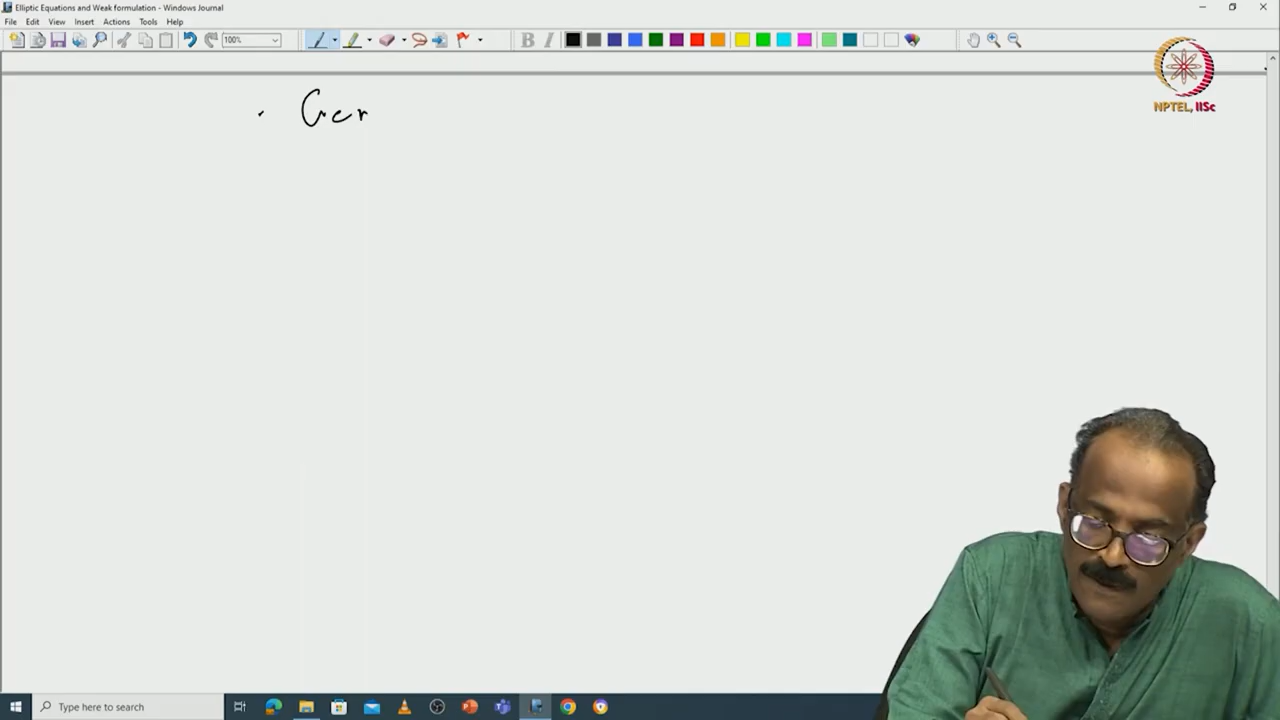 Elliptic Equations and Weak formulation - Windows Journal
File Edit View Insert Actions Tools Help
100%
B I
NPTEL, IISc
· Gen
Type here to search